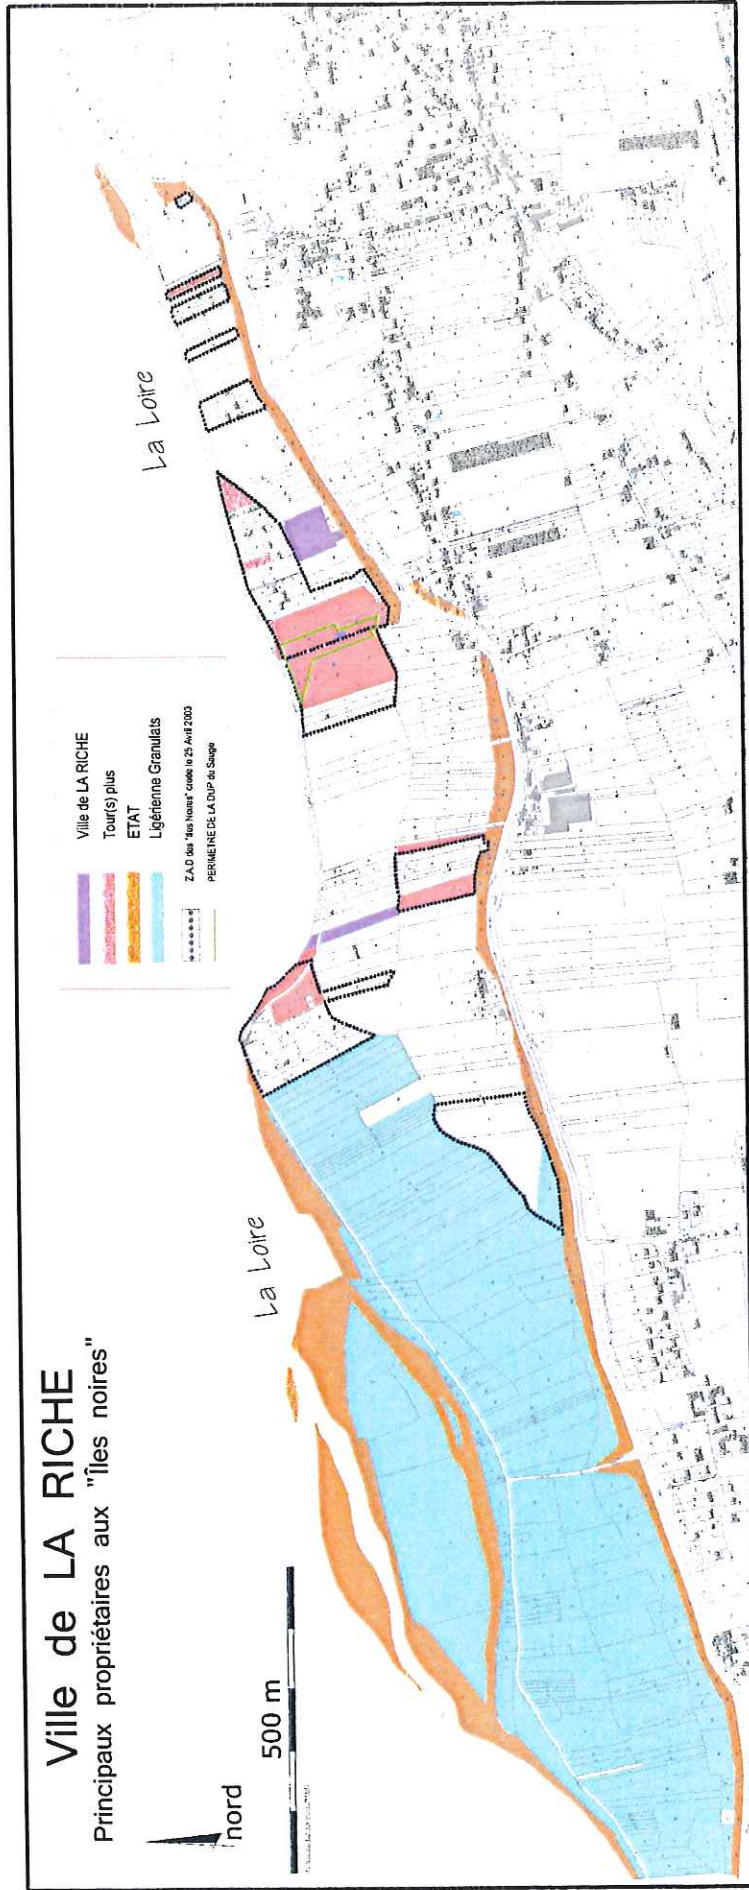 Ville de LA RICHE
Principaux propriétaires aux "Îles noires"
nord
500 m
La Loire
La Loire
Ville de LA RICHE
Tour(s) plus
ETAT
Ligérienne Granulats
Z.A.D des "Iles Noires" créée le 25 Avril 2003
PERIMETRE DE LA DUP du Saugé